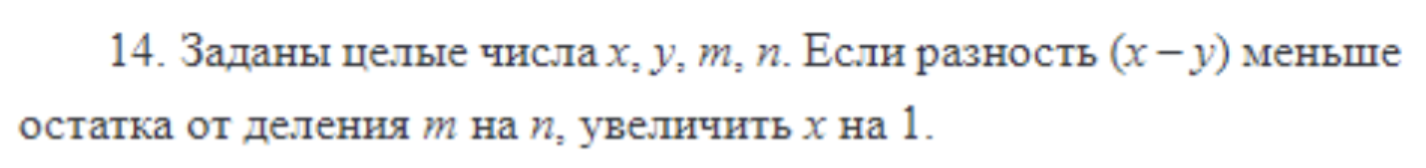 14. Заданы целые числа x, y, m, n. Если разность (x – y) меньше
остатка от деления m на n, увеличить x на 1.